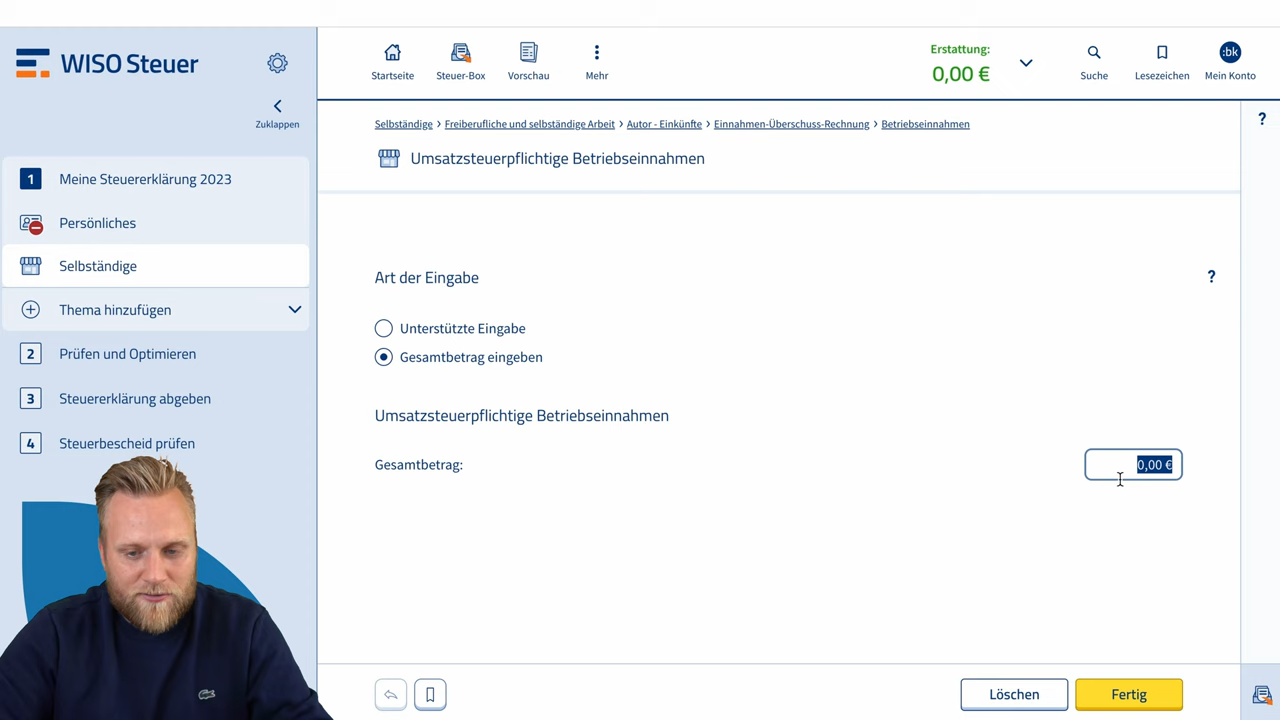 WISO Steuer
Zuklappen
1 Meine Steuererklärung 2023
Persönliches
Selbständige
Thema hinzufügen
2 Prüfen und Optimieren
3 Steuererklärung abgeben
4 Steuerbescheid prüfen
Startseite Steuer-Box Vorschau Mehr
Erstattung:
0,00 €
Suche Lesezeichen :bk Mein Konto
Selbständige > Freiberufliche und selbständige Arbeit > Autor - Einkünfte > Einnahmen-Überschuss-Rechnung > Betriebseinnahmen
?
Umsatzsteuerpflichtige Betriebseinnahmen
Art der Eingabe ?
Unterstützte Eingabe
Gesamtbetrag eingeben
Umsatzsteuerpflichtige Betriebseinnahmen
Gesamtbetrag: 0,00 €
Löschen Fertig